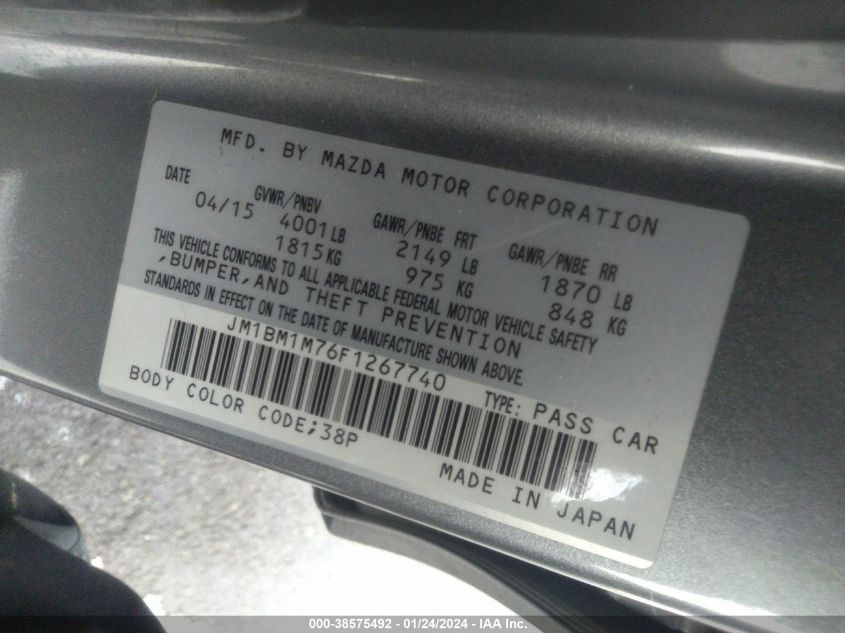 MFD. BY MAZDA MOTOR CORPORATION
DATE GVWR/PNBV GAWR/PNBE FRT GAWR/PNBE RR
04/15 4001LB 2149 LB 1870 LB
1815KG 975 KG 848 KG
THIS VEHICLE CONFORMS TO ALL APPLICABLE FEDERAL MOTOR VEHICLE SAFETY
,BUMPER,AND THEFT PREVENTION
STANDARDS IN EFFECT ON THE DATE OF MANUFACTURE SHOWN ABOVE.
JM1BM1M76F1267740 TYPE: PASS CAR
BODY COLOR CODE;38P
MADE IN JAPAN
000-38575492 - 01/24/2024 - IAA Inc.